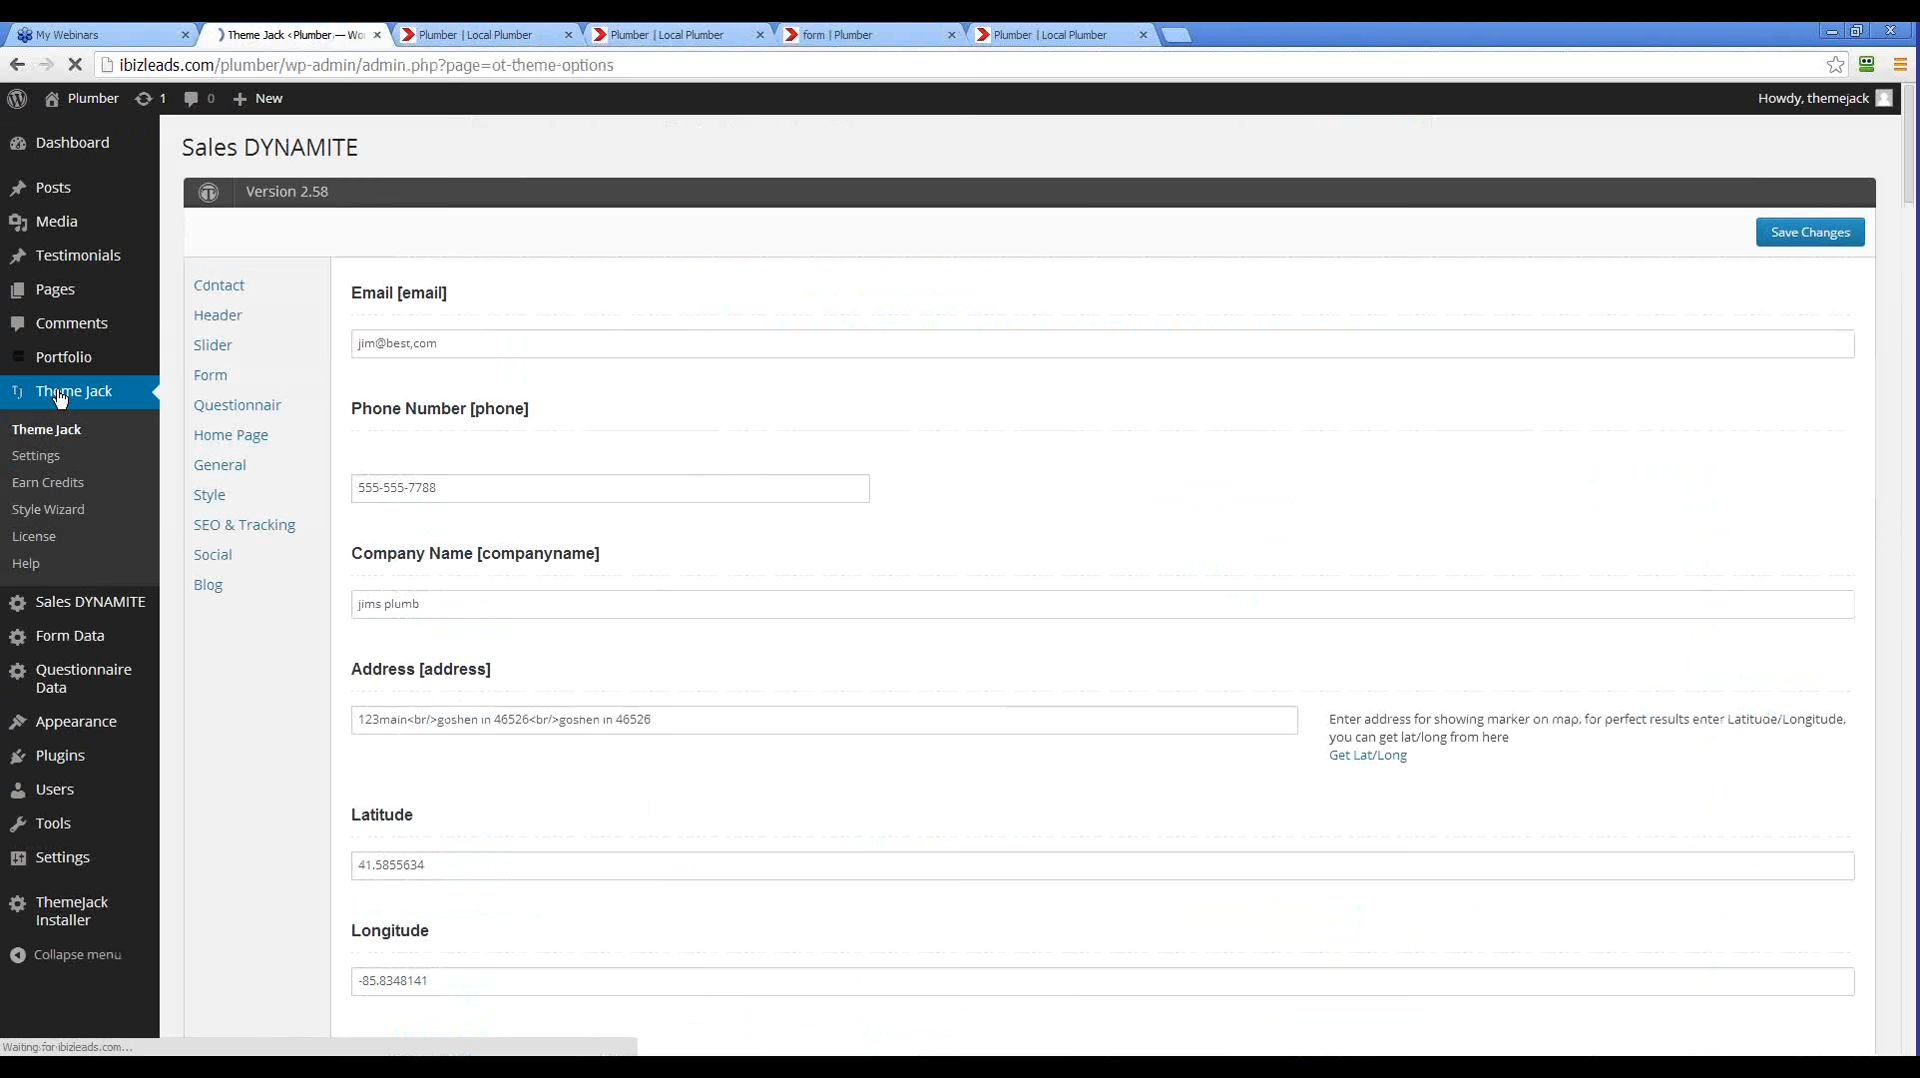 My Webinars
Theme Jack ‹ Plumber — Wo
Plumber | Local Plumber
Plumber | Local Plumber
form | Plumber
Plumber | Local Plumber
ibizleads.com/plumber/wp-admin/admin.php?page=ot-theme-options
Plumber
1
0
New
Howdy, themejack
Dashboard
Posts
Media
Testimonials
Pages
Comments
Portfolio
Theme Jack
Theme Jack
Settings
Earn Credits
Style Wizard
License
Help
Sales DYNAMITE
Form Data
Questionnaire
Data
Appearance
Plugins
Users
Tools
Settings
ThemeJack
Installer
Collapse menu
Sales DYNAMITE
Version 2.58
Save Changes
Contact
Header
Slider
Form
Questionnair
Home Page
General
Style
SEO & Tracking
Social
Blog
Email [email]
jim@best,com
Phone Number [phone]
555-555-7788
Company Name [companyname]
jims plumb
Address [address]
123main<br/>goshen in 46526<br/>goshen in 46526
Enter address for showing marker on map, for perfect results enter Latitude/Longitude,
you can get lat/long from here
Get Lat/Long
Latitude
41.5855634
Longitude
-85.8348141
Waiting for ibizleads.com...